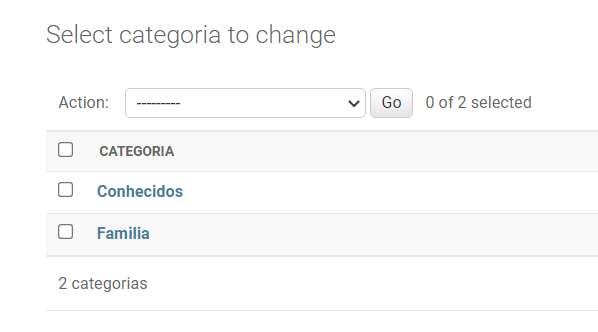 Select categoria to change
Action: --------- Go 0 of 2 selected
CATEGORIA
Conhecidos
Familia
2 categorias